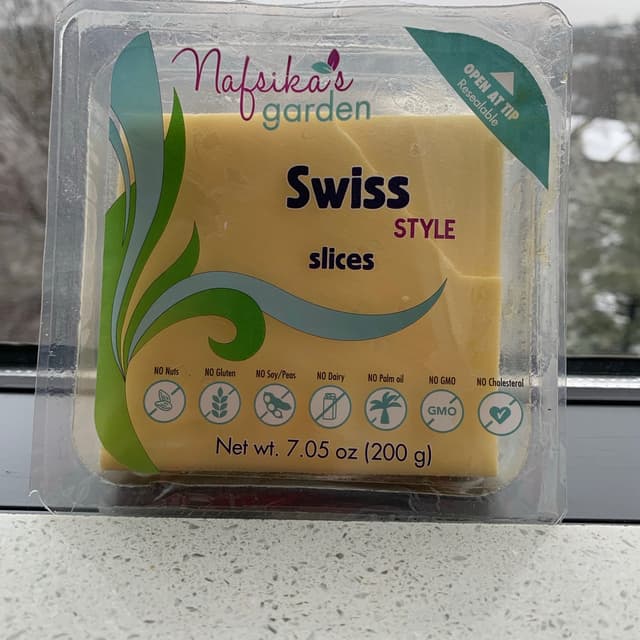 Nafsika's
garden
OPEN AT TIP
Resealable
Swiss
STYLE
slices
NO Nuts
NO Gluten
NO Soy/Peas
NO Dairy
NO Palm oil
NO GMO
NO Cholesterol
GMO
Net wt. 7.05 oz (200 g)